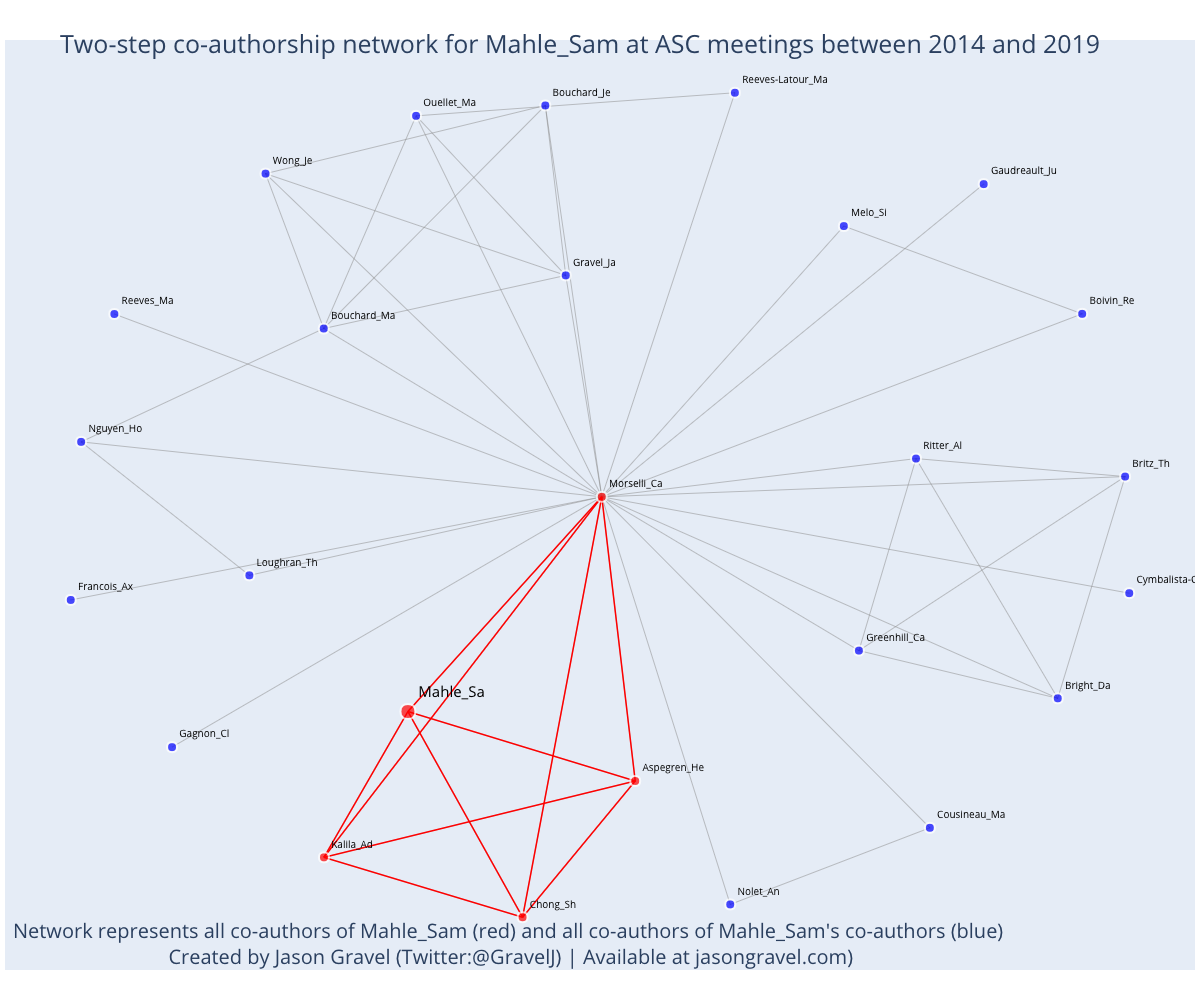 Two-step co-authorship network for Mahle_Sam at ASC meetings between 2014 and 2019
Reeves-Latour_Ma
Bouchard_Je
Ouellet_Ma
Wong_Je
Gaudreault_Ju
Melo_Si
Gravel_Ja
Reeves_Ma
Bouchard_Ma
Boivin_Re
Nguyen_Ho
Ritter_Al
Britz_Th
Morselli_Ca
Loughran_Th
Francois_Ax
Cymbalista-
Greenhill_Ca
Bright_Da
Mahle_Sa
Gagnon_Cl
Aspegren_He
Cousineau_Ma
Kalila_Ad
Nolet_An
Chong_Sh
Network represents all co-authors of Mahle_Sam (red) and all co-authors of Mahle_Sam's co-authors (blue)
Created by Jason Gravel (Twitter:@GravelJ) | Available at jasongravel.com)